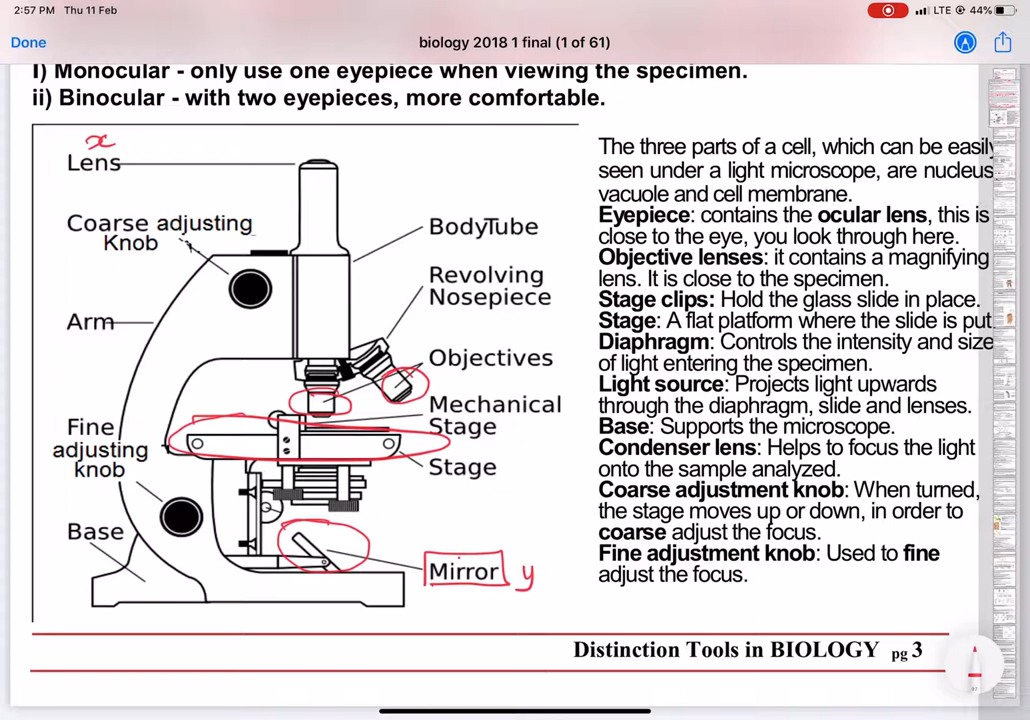 2:57 PM Thu 11 Feb
LTE 44%
Done
biology 2018 1 final (1 of 61)
I) Monocular - only use one eyepiece when viewing the specimen.
ii) Binocular - with two eyepieces, more comfortable.
x
Lens
Coarse adjusting
Knob
Arm
Fine
adjusting
knob
Base
BodyTube
Revolving
Nosepiece
Objectives
Mechanical
Stage
Stage
Mirror y
The three parts of a cell, which can be easily
seen under a light microscope, are nucleus
vacuole and cell membrane.
Eyepiece: contains the ocular lens, this is
close to the eye, you look through here.
Objective lenses: it contains a magnifying
lens. It is close to the specimen.
Stage clips: Hold the glass slide in place.
Stage: A flat platform where the slide is put
Diaphragm: Controls the intensity and size
of light entering the specimen.
Light source: Projects light upwards
through the diaphragm, slide and lenses.
Base: Supports the microscope.
Condenser lens: Helps to focus the light
onto the sample analyzed.
Coarse adjustment knob: When turned,
the stage moves up or down, in order to
coarse adjust the focus.
Fine adjustment knob: Used to fine
adjust the focus.
Distinction Tools in BIOLOGY pg 3